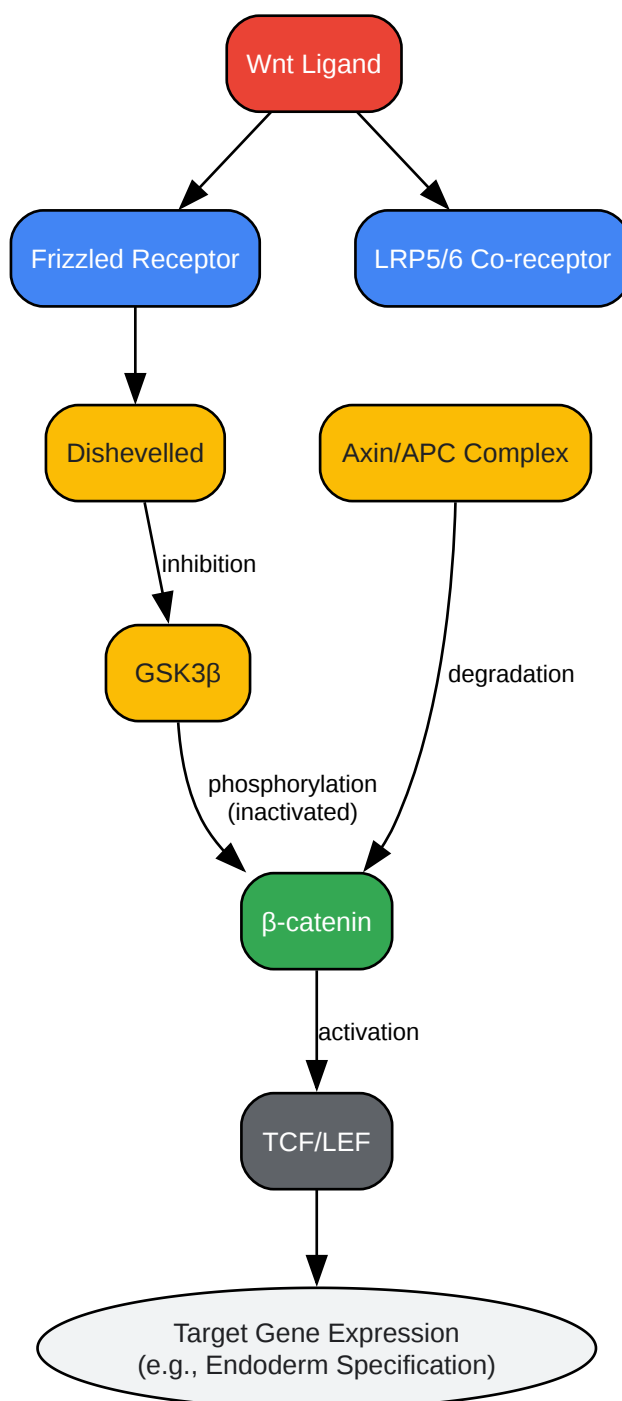 Wnt Ligand
Frizzled Receptor
LRP5/6 Co-receptor
Dishevelled
Axin/APC Complex
inhibition
GSK3β
degradation
phosphorylation
(inactivated)
β-catenin
activation
TCF/LEF
Target Gene Expression
(e.g., Endoderm Specification)